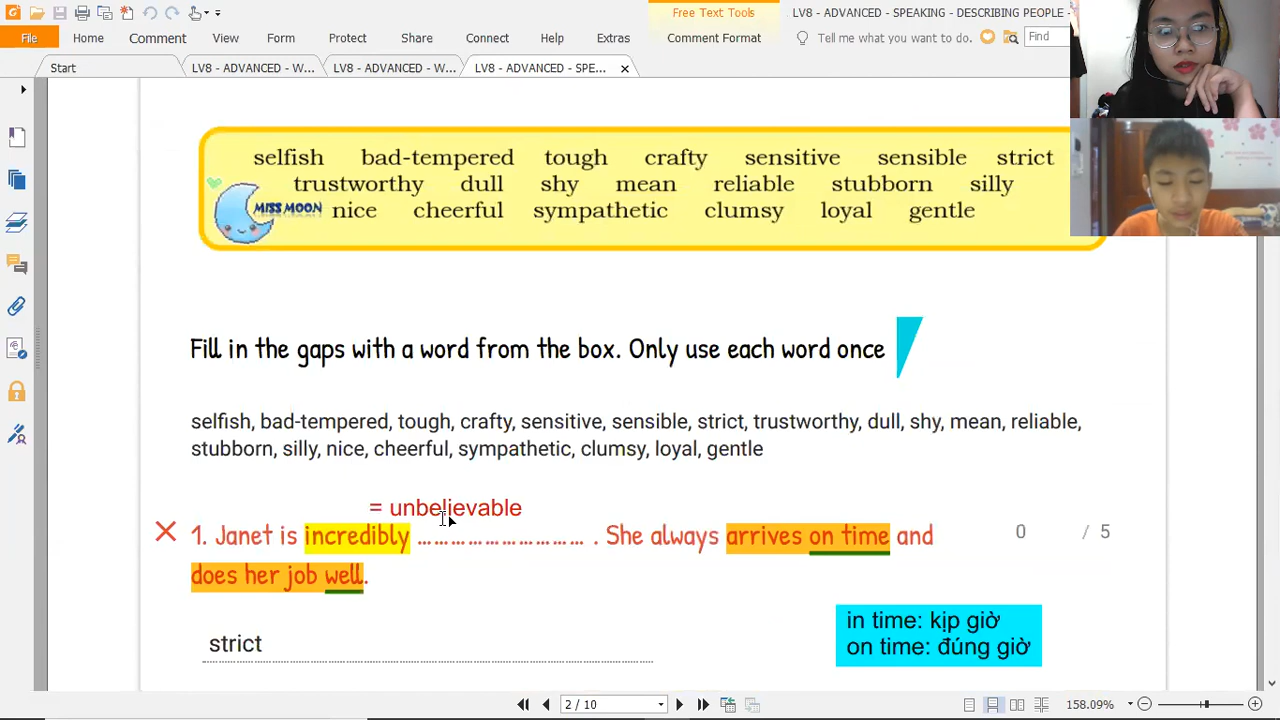 Free Text Tools
LV8 - ADVANCED - SPEAKING - DESCRIBING PEOPLE
File Home Comment View Form Protect Share Connect Help Extras Comment Format Tell me what you want to do. Find
Start LV8 - ADVANCED - W... LV8 - ADVANCED - W... LV8 - ADVANCED - SPE...
selfish bad-tempered tough crafty sensitive sensible strict
trustworthy dull shy mean reliable stubborn silly
MISS MOON nice cheerful sympathetic clumsy loyal gentle
Fill in the gaps with a word from the box. Only use each word once
selfish, bad-tempered, tough, crafty, sensitive, sensible, strict, trustworthy, dull, shy, mean, reliable,
stubborn, silly, nice, cheerful, sympathetic, clumsy, loyal, gentle
= unbelievable
1. Janet is incredibly ………………………… . She always arrives on time and 0 / 5
does her job well.
in time: kịp giờ
strict
on time: đúng giờ
2 / 10 158.09%